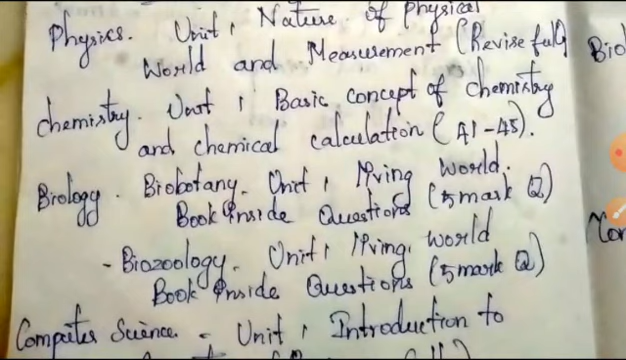 Physics. Unit 1 Nature of Physical
World and Measurement (Revise full)
Biol
chemistry. Unit 1 Basic concept of chemistry
and chemical calculation (41-45).
Biology. Biobotany. Unit 1 Living World.
Book Inside Questions (5 mark Q)
- Biozoology. Unit 1 Living World
Book Inside Questions (5 mark Q)
Computer Science - Unit 1 Introduction to